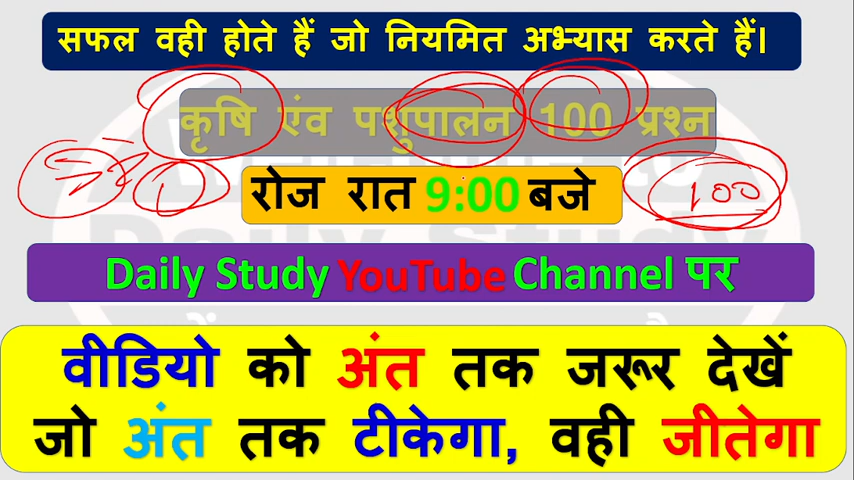 सफल वही होते हैं जो नियमित अभ्यास करते हैं।
कृषि एंव पशुपालन 100 प्रश्न
रोज रात 9:00 बजे
100
Daily Study YouTube Channel पर
वीडियो को अंत तक जरूर देखें
जो अंत तक टीकेगा, वही जीतेगा